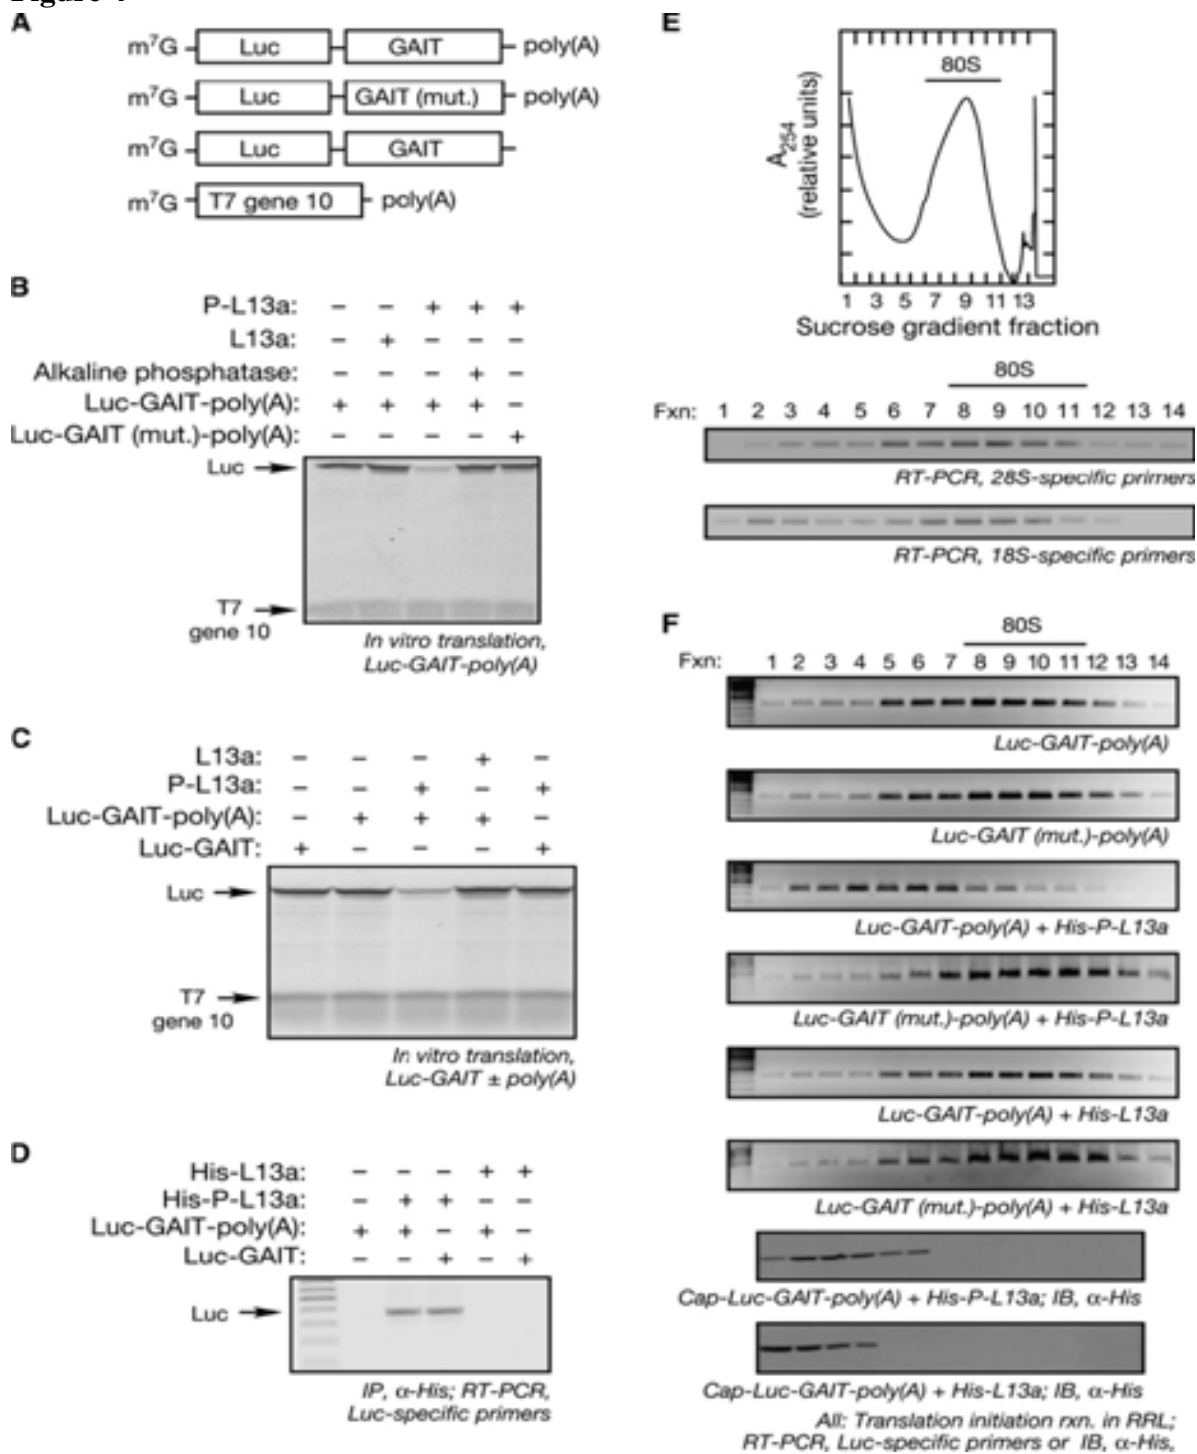 A
m⁷G Luc GAIT poly(A)
m⁷G Luc GAIT (mut.) poly(A)
m⁷G Luc GAIT
m⁷G T7 gene 10 poly(A)
B
P-L13a: – – + + +
L13a: – + – – –
Alkaline phosphatase: – – – + –
Luc-GAIT-poly(A): + + + + –
Luc-GAIT (mut.)-poly(A): – – – – +
Luc
T7
gene 10
In vitro translation,
Luc-GAIT-poly(A)
C
L13a: – – – + –
P-L13a: – – + – +
Luc-GAIT-poly(A): – + + + –
Luc-GAIT: + – – – +
Luc
T7
gene 10
In vitro translation,
Luc-GAIT ± poly(A)
D
His-L13a: – – – + +
His-P-L13a: – + + – –
Luc-GAIT-poly(A): + + – + –
Luc-GAIT: – – + – +
Luc
IP, α-His; RT-PCR,
Luc-specific primers
E
80S
A₂₅₄
(relative units)
1 3 5 7 9 11 13
Sucrose gradient fraction
80S
Fxn: 1 2 3 4 5 6 7 8 9 10 11 12 13 14
RT-PCR, 28S-specific primers
RT-PCR, 18S-specific primers
F
80S
Fxn: 1 2 3 4 5 6 7 8 9 10 11 12 13 14
Luc-GAIT-poly(A)
Luc-GAIT (mut.)-poly(A)
Luc-GAIT-poly(A) + His-P-L13a
Luc-GAIT (mut.)-poly(A) + His-P-L13a
Luc-GAIT-poly(A) + His-L13a
Luc-GAIT (mut.)-poly(A) + His-L13a
Cap-Luc-GAIT-poly(A) + His-P-L13a; IB, α-His
Cap-Luc-GAIT-poly(A) + His-L13a; IB, α-His
All: Translation initiation rxn. in RRL;
RT-PCR, Luc-specific primers or IB, α-His,